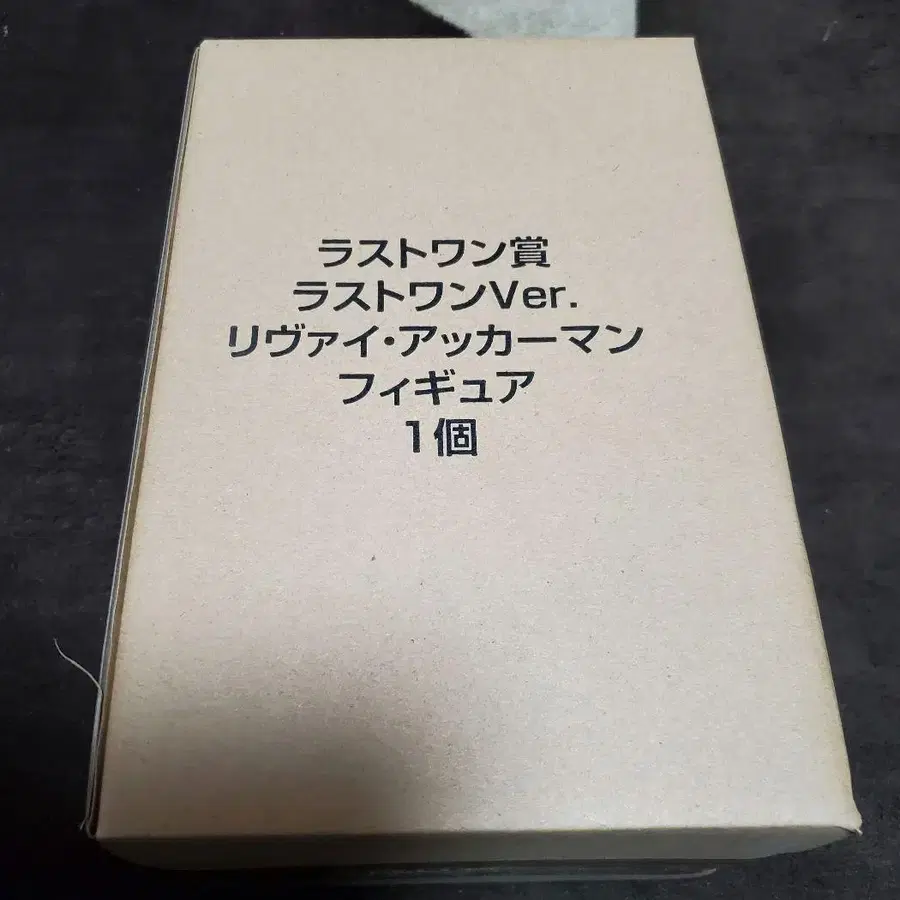 ラストワン賞
ラストワンVer.
リヴァイ・アッカーマン
フィギュア
1個